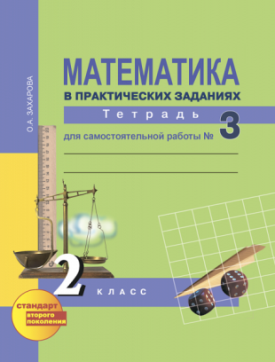 О.А. ЗАХАРОВА
МАТЕМАТИКА
В ПРАКТИЧЕСКИХ ЗАДАНИЯХ
Тетрадь
для самостоятельной работы № 3
2 КЛАСС
стандарт
второго
поколения